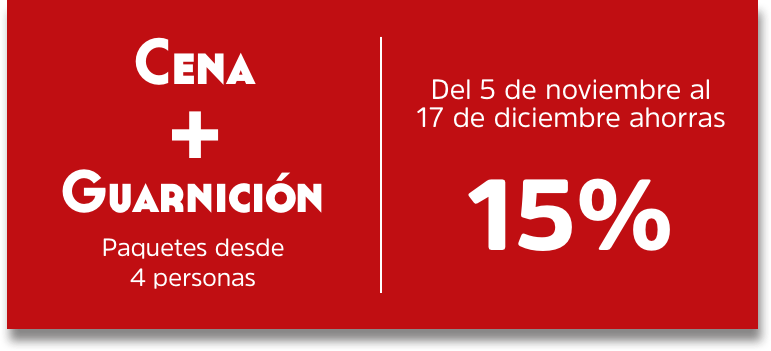 CENA
+
GUARNICIÓN
Paquetes desde
4 personas
Del 5 de noviembre al
17 de diciembre ahorras
15%